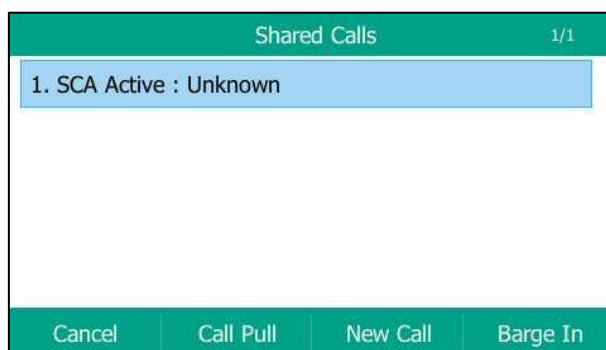 Shared Calls 1/1
1. SCA Active : Unknown
Cancel Call Pull New Call Barge In